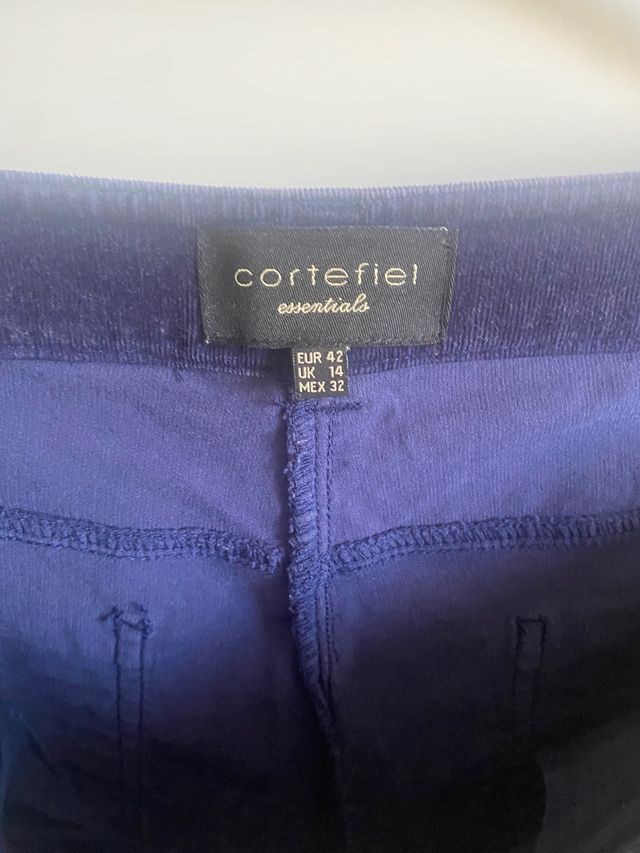 cortefiel
essentials
EUR 42
UK 14
MEX 32